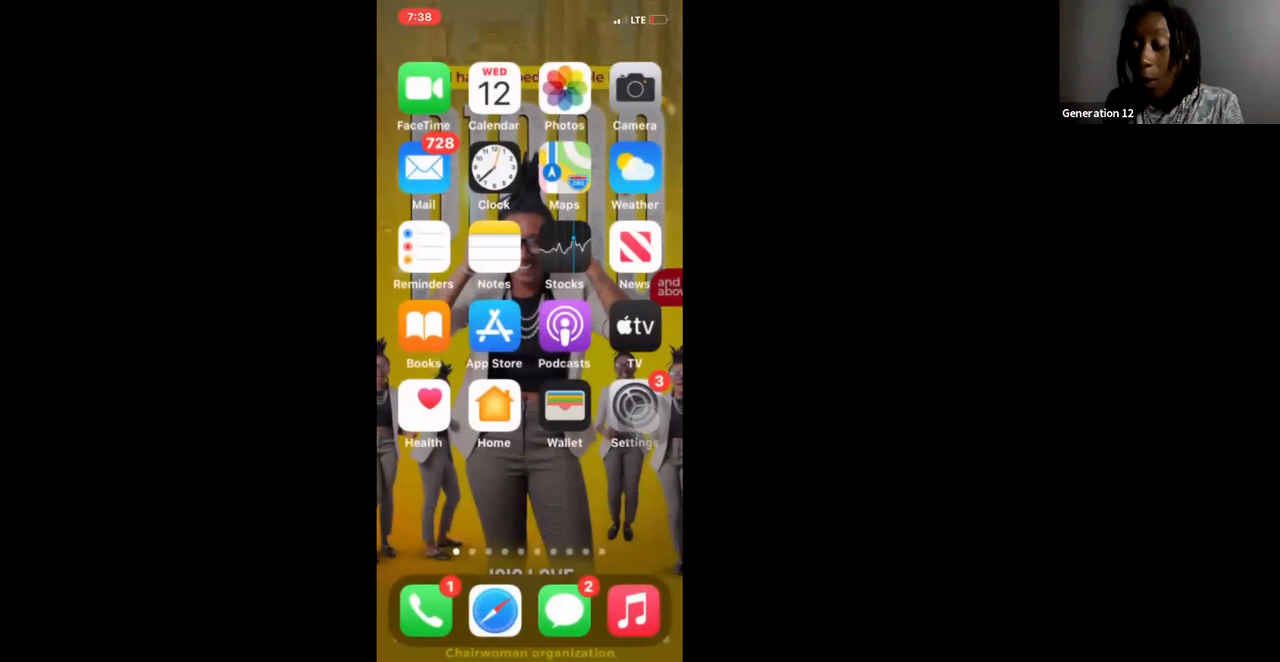 7:38
LTE
WED
12
FaceTime
Calendar
Photos
Camera
728
280
Mail
Clock
Maps
Weather
Reminders
Notes
Stocks
News
and
tv
Books
App Store
Podcasts
TV
3
Health
Home
Wallet
Settings
1
2
Chairwoman organization.
Generation 12